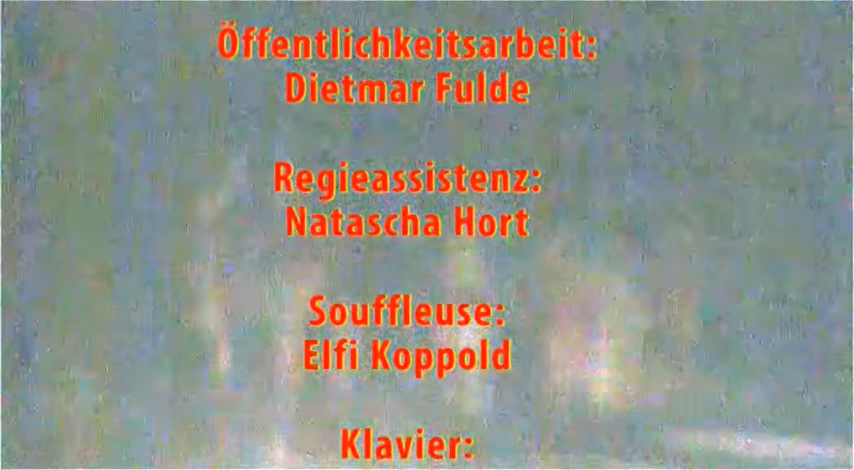 Öffentlichkeitsarbeit:
Dietmar Fulde
Regieassistenz:
Natascha Hort
Souffleuse:
Elfi Koppold
Klavier: